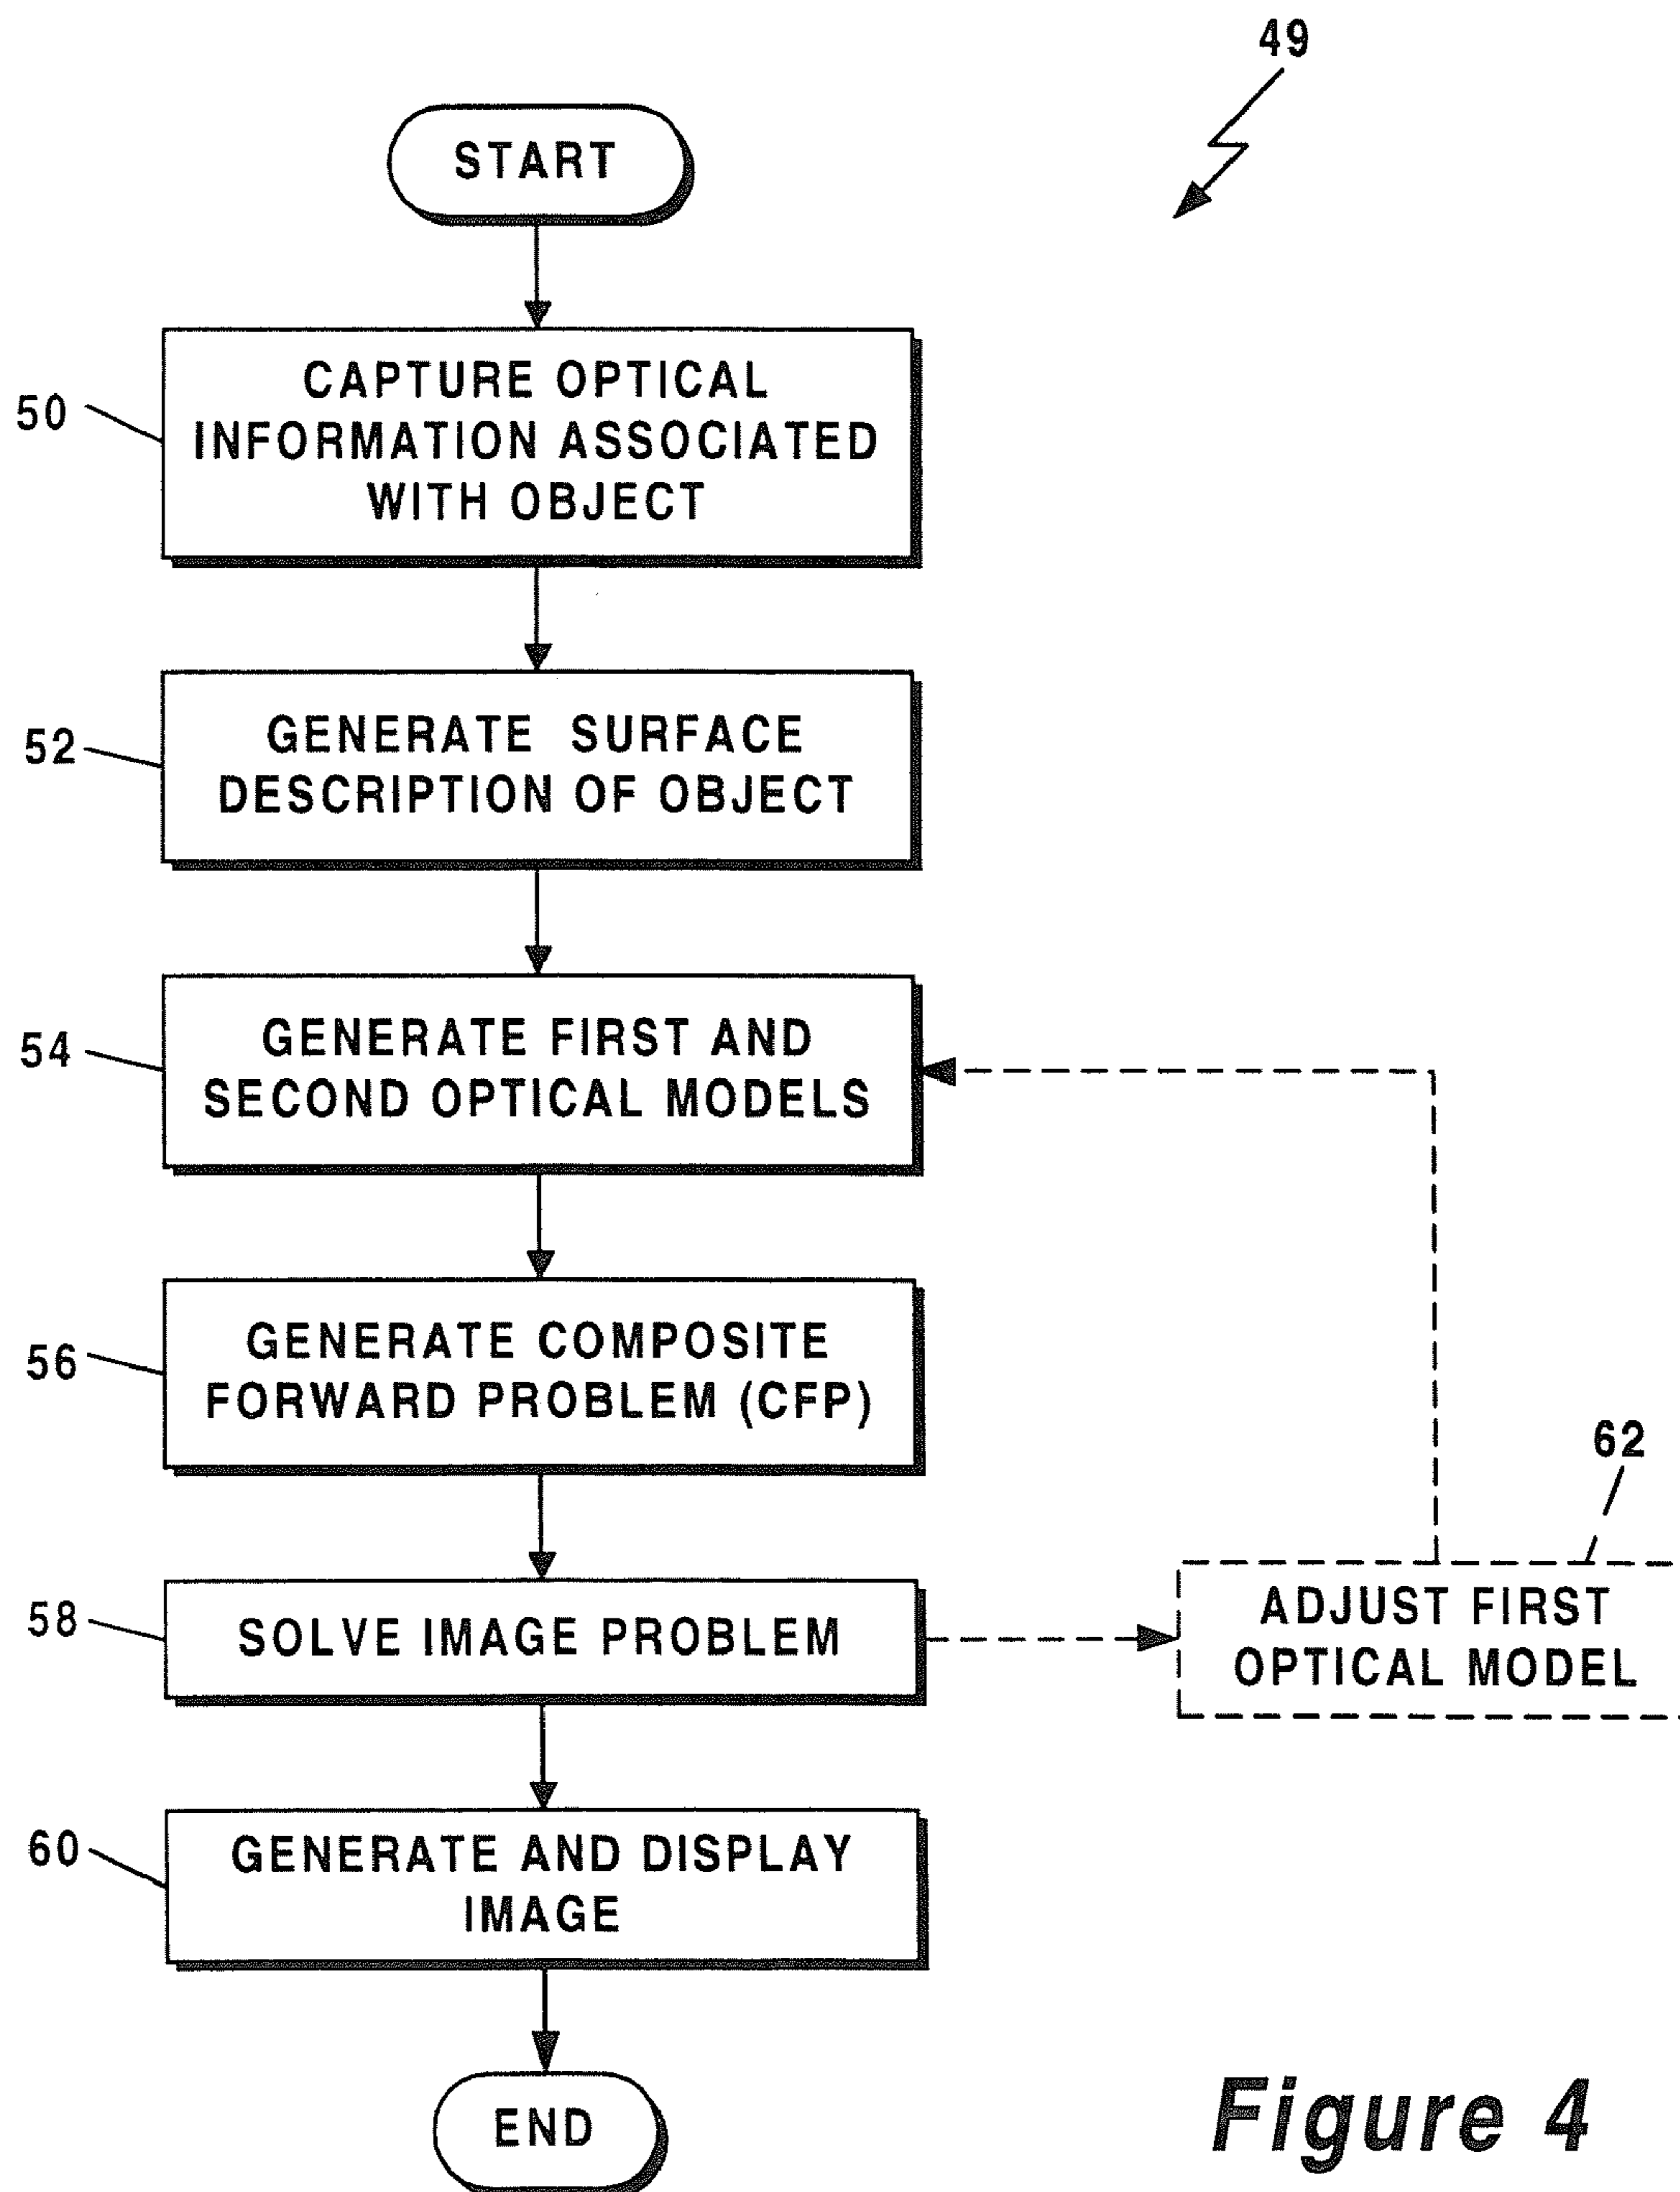 49
START
50
CAPTURE OPTICAL
INFORMATION ASSOCIATED
WITH OBJECT
52
GENERATE SURFACE
DESCRIPTION OF OBJECT
54
GENERATE FIRST AND
SECOND OPTICAL MODELS
56
GENERATE COMPOSITE
FORWARD PROBLEM (CFP)
62
58
SOLVE IMAGE PROBLEM
ADJUST FIRST
OPTICAL MODEL
60
GENERATE AND DISPLAY
IMAGE
END
Figure 4